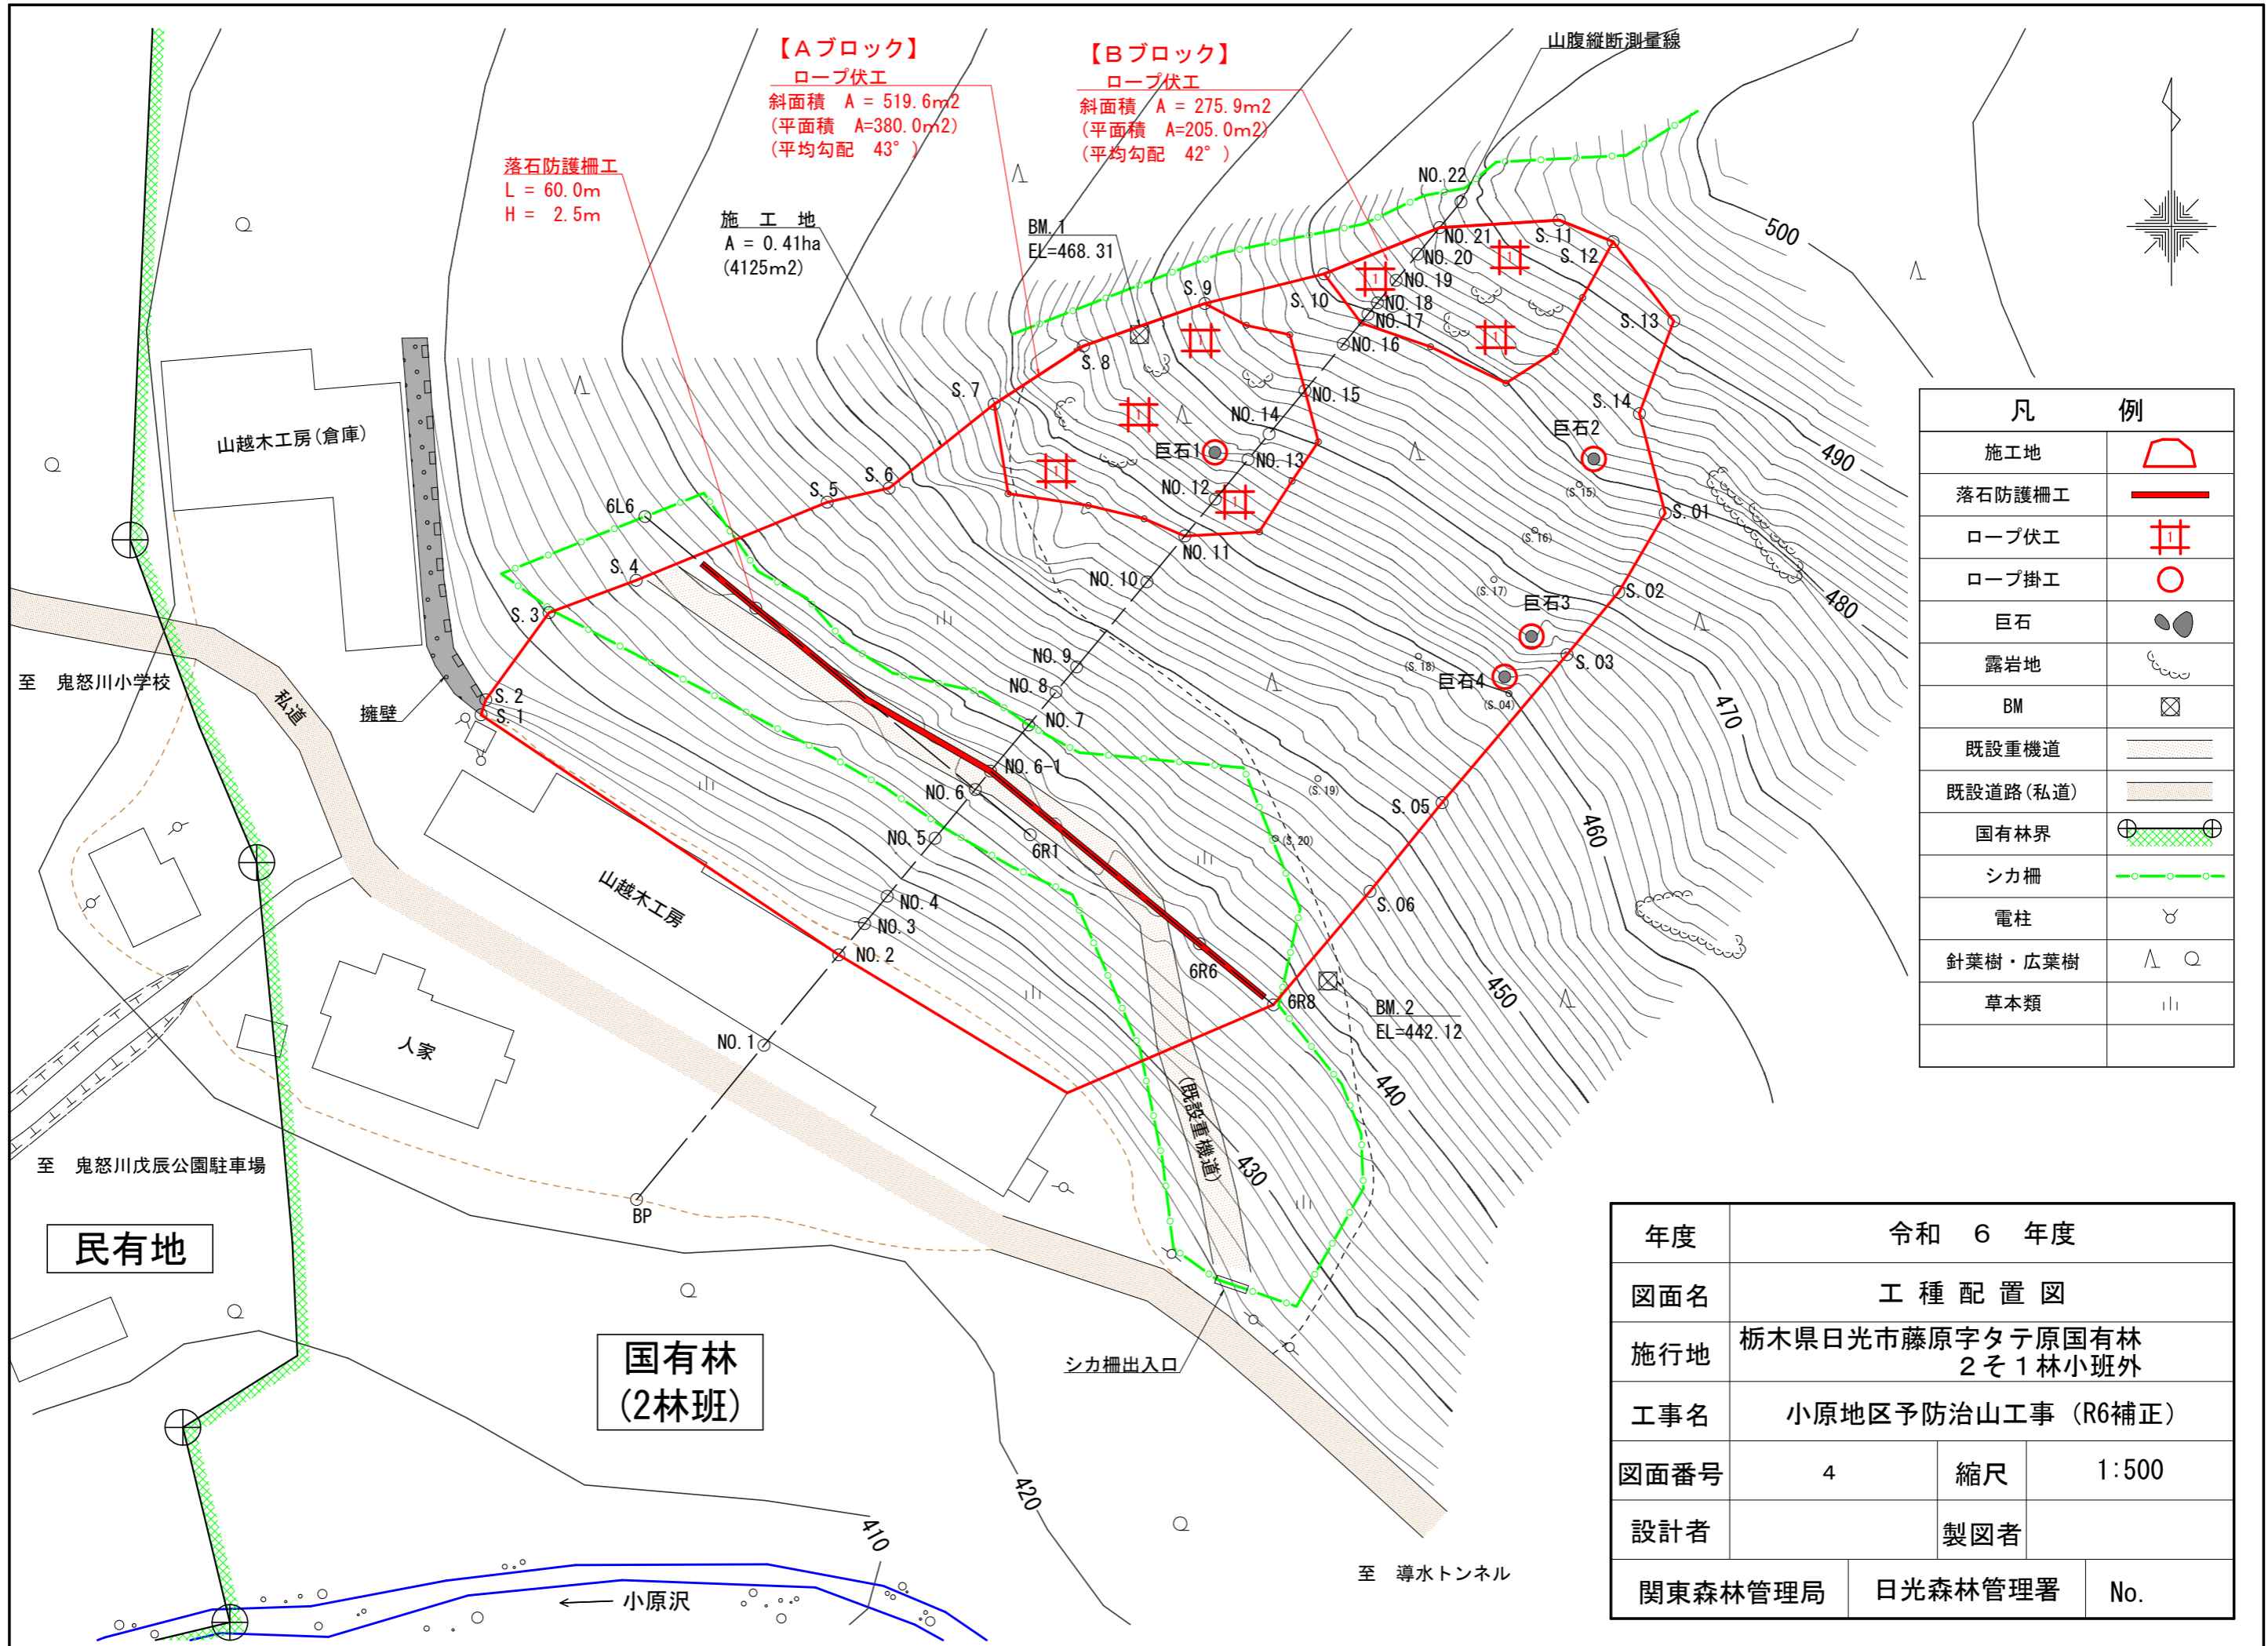 【Aブロック】
ロープ伏工
斜面積 A = 519.6m2
(平面積 A=380.0m2)
(平均勾配 43°)
【Bブロック】
ロープ伏工
斜面積 A = 275.9m2
(平面積 A=205.0m2)
(平均勾配 42°)
山腹縦断測量線
落石防護柵工
L = 60.0m
H = 2.5m
施 工 地
A = 0.41ha
(4125m2)
BM.1
EL=468.31
NO.22
NO.21
NO.20
NO.19
NO.18
NO.17
NO.16
NO.15
NO.14
NO.13
NO.12
NO.11
NO.10
NO.9
NO.8
NO.7
NO.6-1
NO.6
NO.5
NO.4
NO.3
NO.2
NO.1
BP
S.1
S.2
S.3
S.4
S.5
S.6
S.7
S.8
S.9
S.10
S.11
S.12
S.13
S.14
S.01
S.02
S.03
(S.04)
S.05
S.06
(S.15)
(S.16)
(S.17)
(S.18)
(S.19)
(S.20)
6L6
6R1
6R6
6R8
1
1
1
1
1
1
1
巨石1
巨石2
巨石3
巨石4
BM.2
EL=442.12
500
490
480
470
460
450
440
430
420
410
山越木工房(倉庫)
擁壁
私道
至 鬼怒川小学校
山越木工房
人家
至 鬼怒川戊辰公園駐車場
民有地
国有林
(2林班)
(既設重機道)
シカ柵出入口
至 導水トンネル
小原沢
凡 例
施工地
落石防護柵工
ロープ伏工
1
ロープ掛工
巨石
露岩地
BM
既設重機道
既設道路(私道)
国有林界
シカ柵
電柱
針葉樹・広葉樹
草本類
年度 令和 6 年度
図面名 工 種 配 置 図
施行地 栃木県日光市藤原字タテ原国有林
2そ1林小班外
工事名 小原地区予防治山工事 (R6補正)
図面番号 4 縮尺 1:500
設計者 製図者
関東森林管理局 日光森林管理署 No.